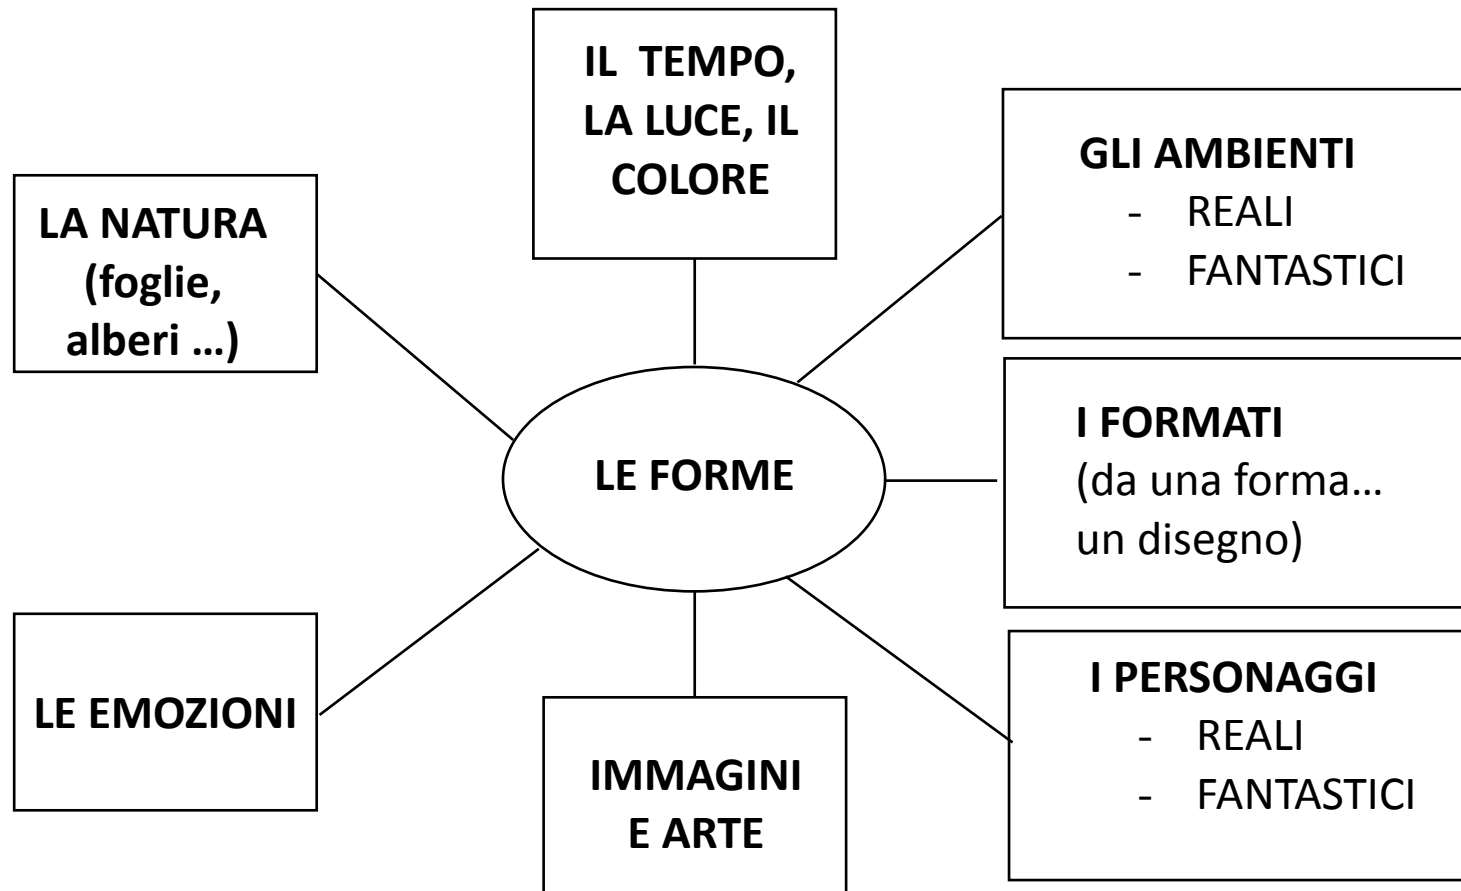 IL TEMPO,
LA LUCE, IL
COLORE
GLI AMBIENTI
- REALI
- FANTASTICI
LA NATURA
(foglie,
alberi ...)
LE FORME
I FORMATI
(da una forma...
un disegno)
LE EMOZIONI
IMMAGINI
E ARTE
I PERSONAGGI
- REALI
- FANTASTICI